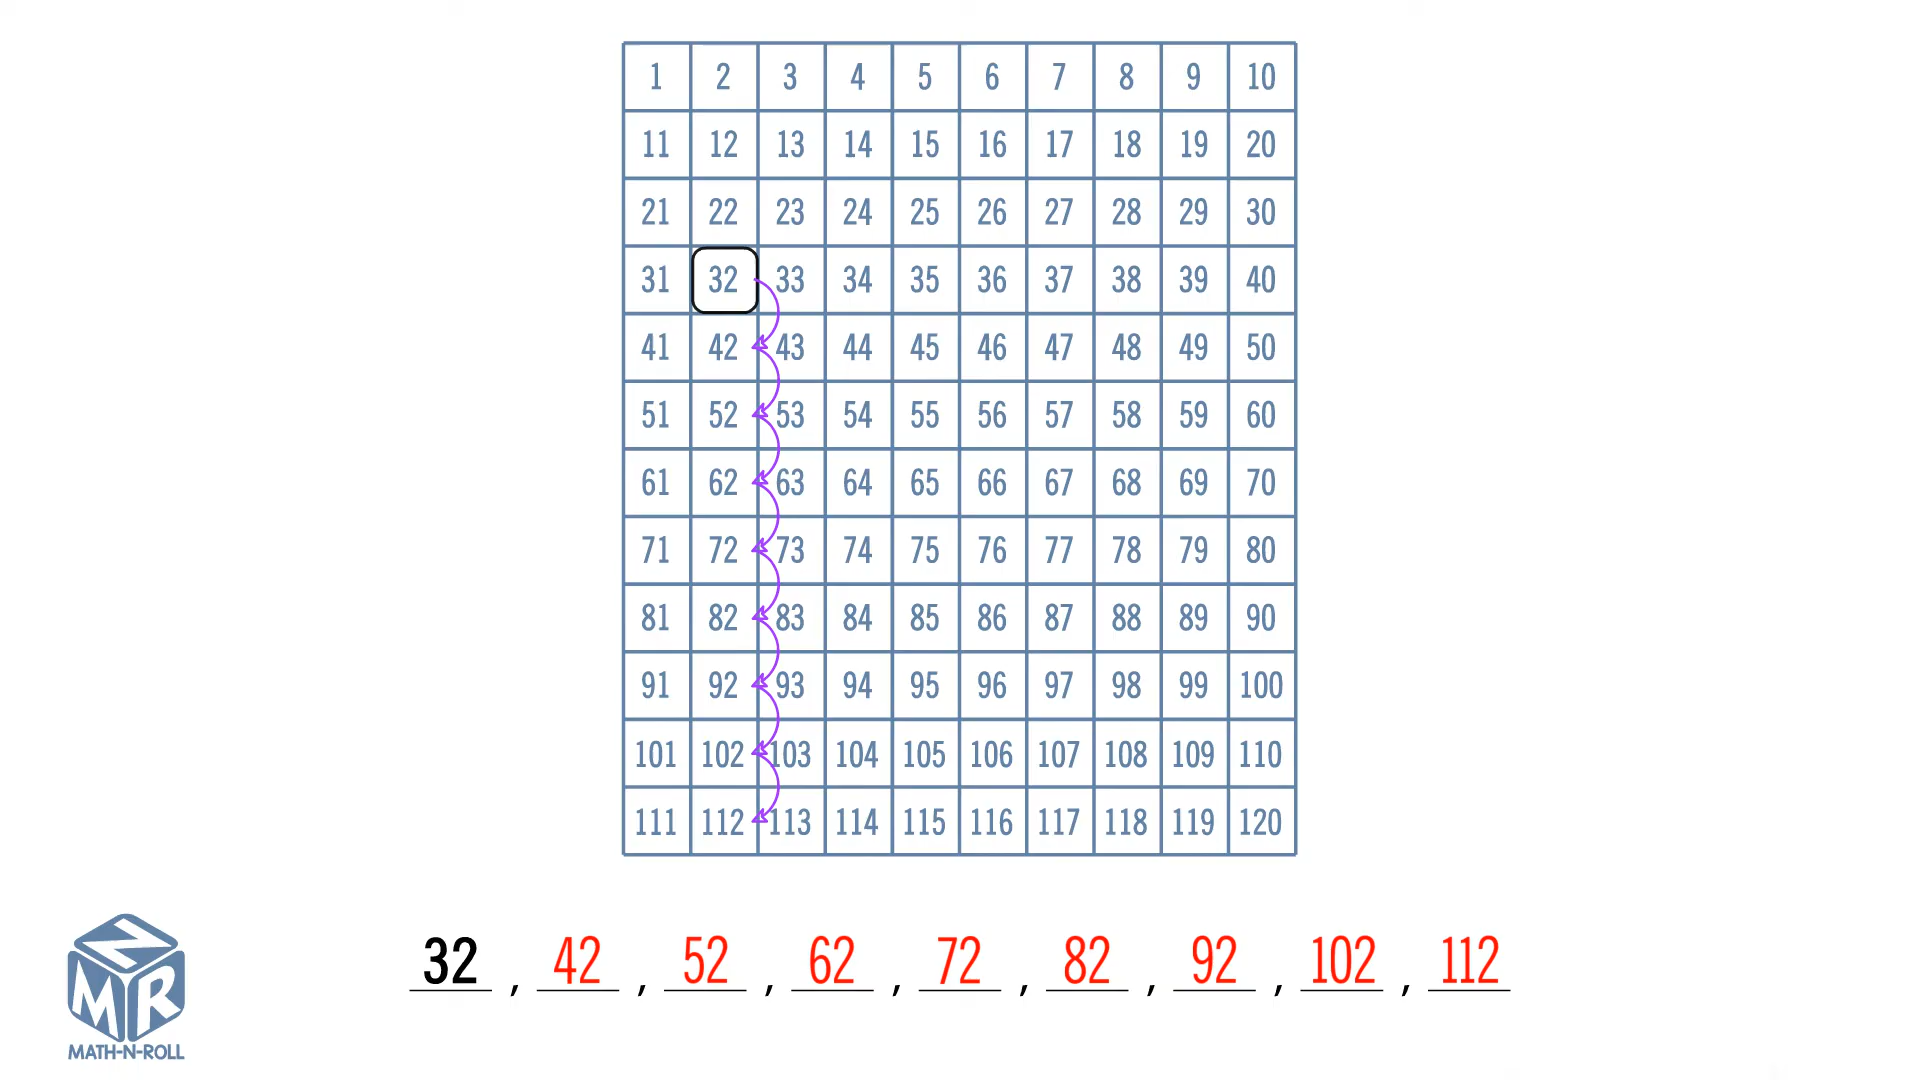 1 2 3 4 5 6 7 8 9 10
11 12 13 14 15 16 17 18 19 20
21 22 23 24 25 26 27 28 29 30
31 32 33 34 35 36 37 38 39 40
41 42 43 44 45 46 47 48 49 50
51 52 53 54 55 56 57 58 59 60
61 62 63 64 65 66 67 68 69 70
71 72 73 74 75 76 77 78 79 80
81 82 83 84 85 86 87 88 89 90
91 92 93 94 95 96 97 98 99 100
101 102 103 104 105 106 107 108 109 110
111 112 113 114 115 116 117 118 119 120
32 , 42 , 52 , 62 , 72 , 82 , 92 , 102 , 112
MNR
MATH-N-ROLL